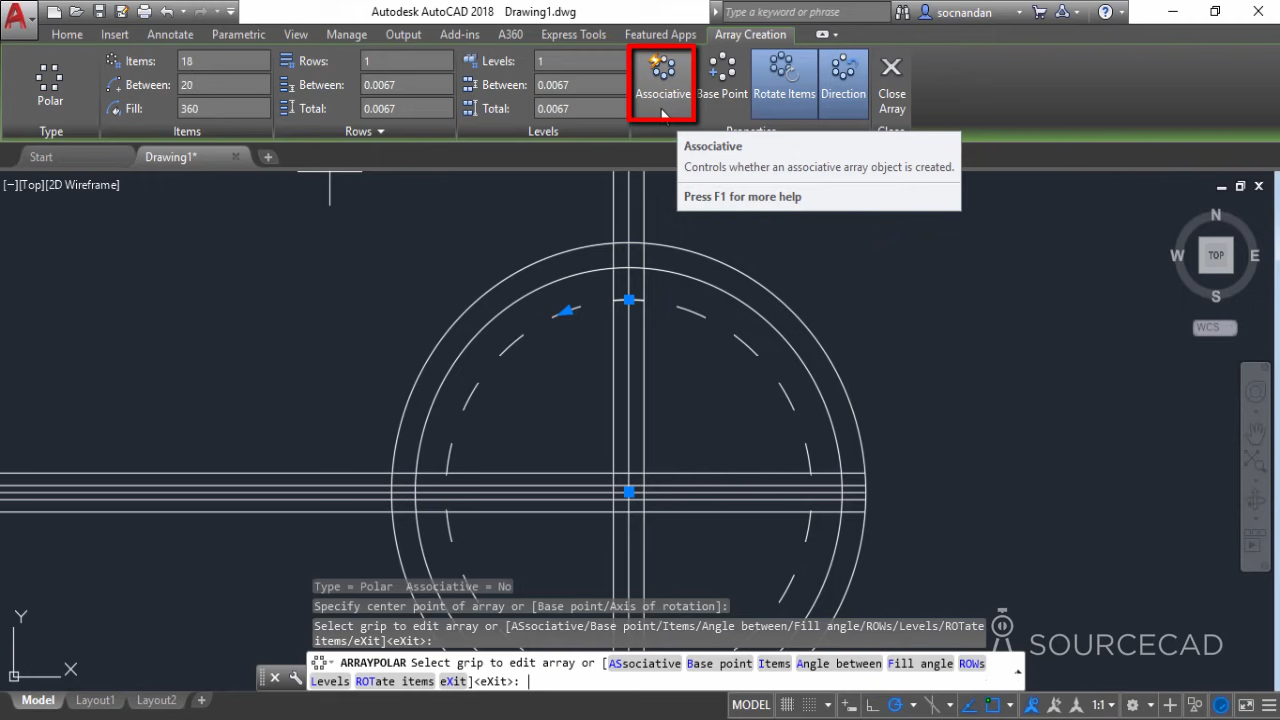 Autodesk AutoCAD 2018 Drawing1.dwg
Type a keyword or phrase
socnandan
Home Insert Annotate Parametric View Manage Output Add-ins A360 Express Tools Featured Apps Array Creation
Items: 18 Rows: 1 Levels: 1
Between: 20 Between: 0.0067 Between: 0.0067
Fill: 360 Total: 0.0067 Total: 0.0067
Polar
Associative Base Point Rotate Items Direction Close
Array
Type Items Rows Levels Properties Close
Start Drawing1*
Associative
Controls whether an associative array object is created.
Press F1 for more help
[−][Top][2D Wireframe]
N
W TOP E
S
WCS
Type = Polar Associative = No
Specify center point of array or [Base point/Axis of rotation]:
Select grip to edit array or [ASsociative/Base point/Items/Angle between/Fill angle/ROWs/Levels/ROTate
items/eXit]<eXit>:
ARRAYPOLAR Select grip to edit array or [ASsociative Base point Items Angle between Fill angle ROWs
Levels ROTate items eXit]<eXit>:
Y
X
SOURCECAD
Model Layout1 Layout2 +
MODEL 1:1